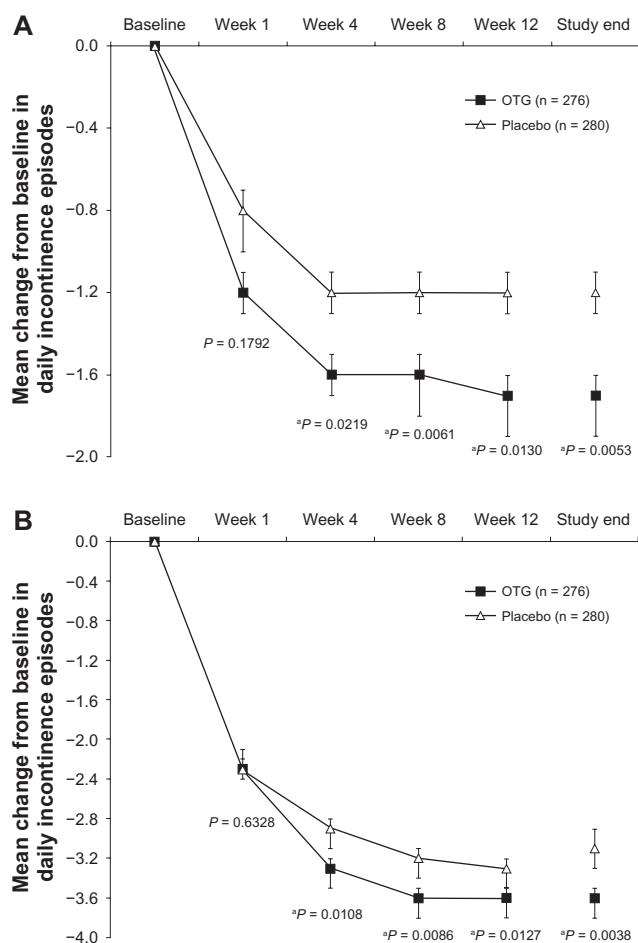 A
Baseline Week 1 Week 4 Week 8 Week 12 Study end
0.0
−0.4
−0.8
−1.2
−1.6
−2.0
Mean change from baseline in
daily incontinence episodes
OTG (n = 276)
Placebo (n = 280)
P = 0.1792
ᵃP = 0.0219
ᵃP = 0.0061
ᵃP = 0.0130
ᵃP = 0.0053
B
Baseline Week 1 Week 4 Week 8 Week 12 Study end
0.0
−0.4
−0.8
−1.2
−1.6
−2.0
−2.4
−2.8
−3.2
−3.6
−4.0
Mean change from baseline in
daily incontinence episodes
OTG (n = 276)
Placebo (n = 280)
P = 0.6328
ᵃP = 0.0108
ᵃP = 0.0086
ᵃP = 0.0127
ᵃP = 0.0038